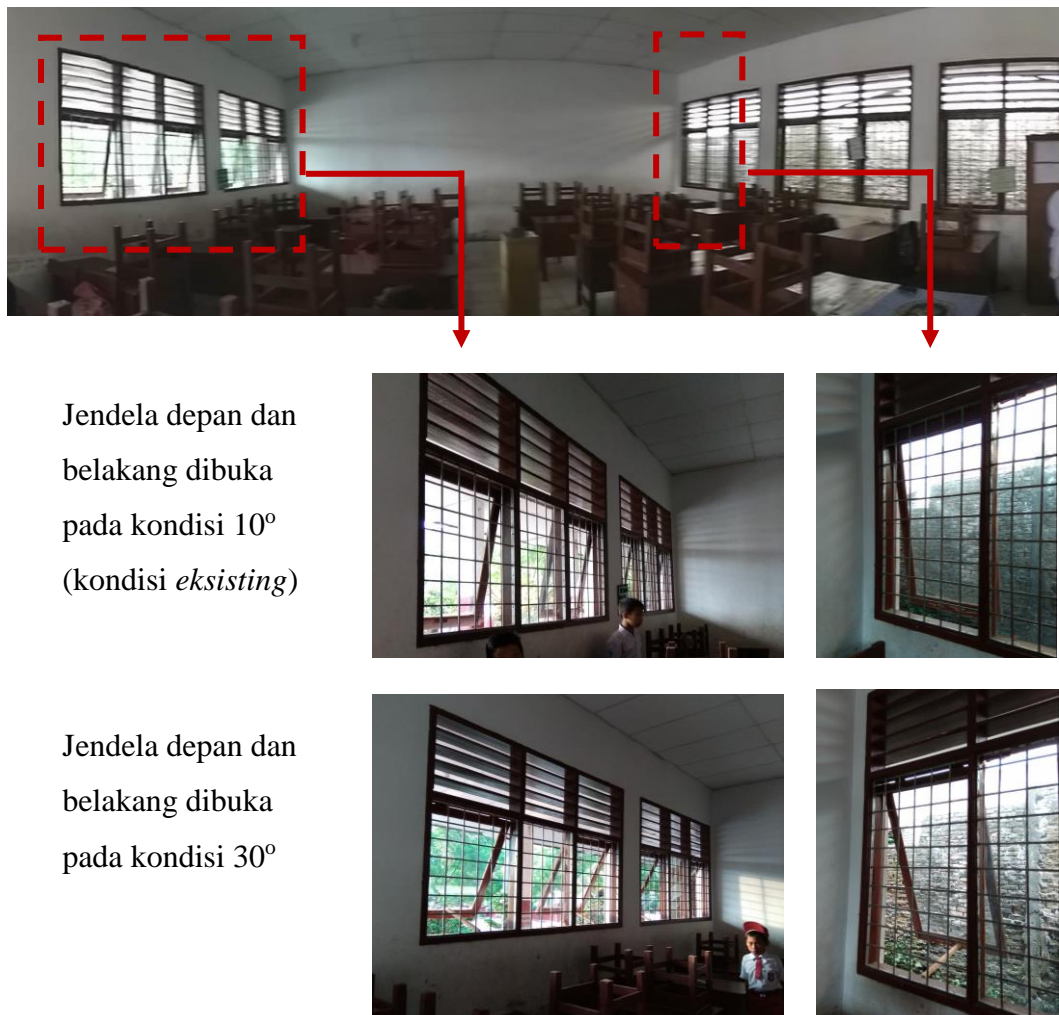 Jendela depan dan
belakang dibuka
pada kondisi 10º
(kondisi eksisting)
Jendela depan dan
belakang dibuka
pada kondisi 30º